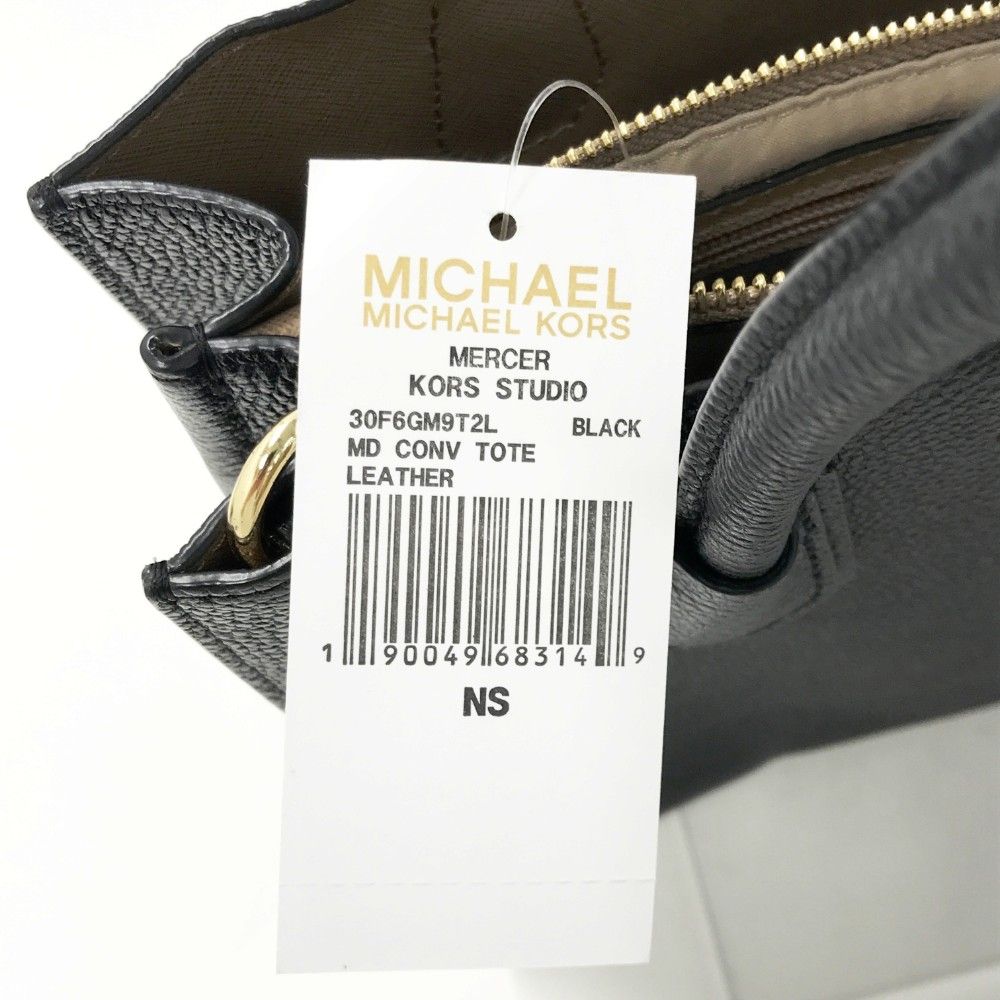 MICHAEL
MICHAEL KORS
MERCER
KORS STUDIO
30F6GM9T2L BLACK
MD CONV TOTE
LEATHER
1 90049 68314 9
NS